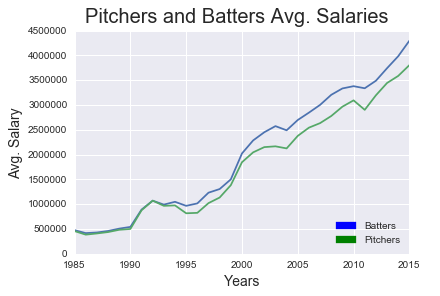 Pitchers and Batters Avg. Salaries
4500000
4000000
3500000
3000000
2500000
2000000
1500000
1000000
500000
0
Avg. Salary
1985 1990 1995 2000 2005 2010 2015
Years
Batters
Pitchers